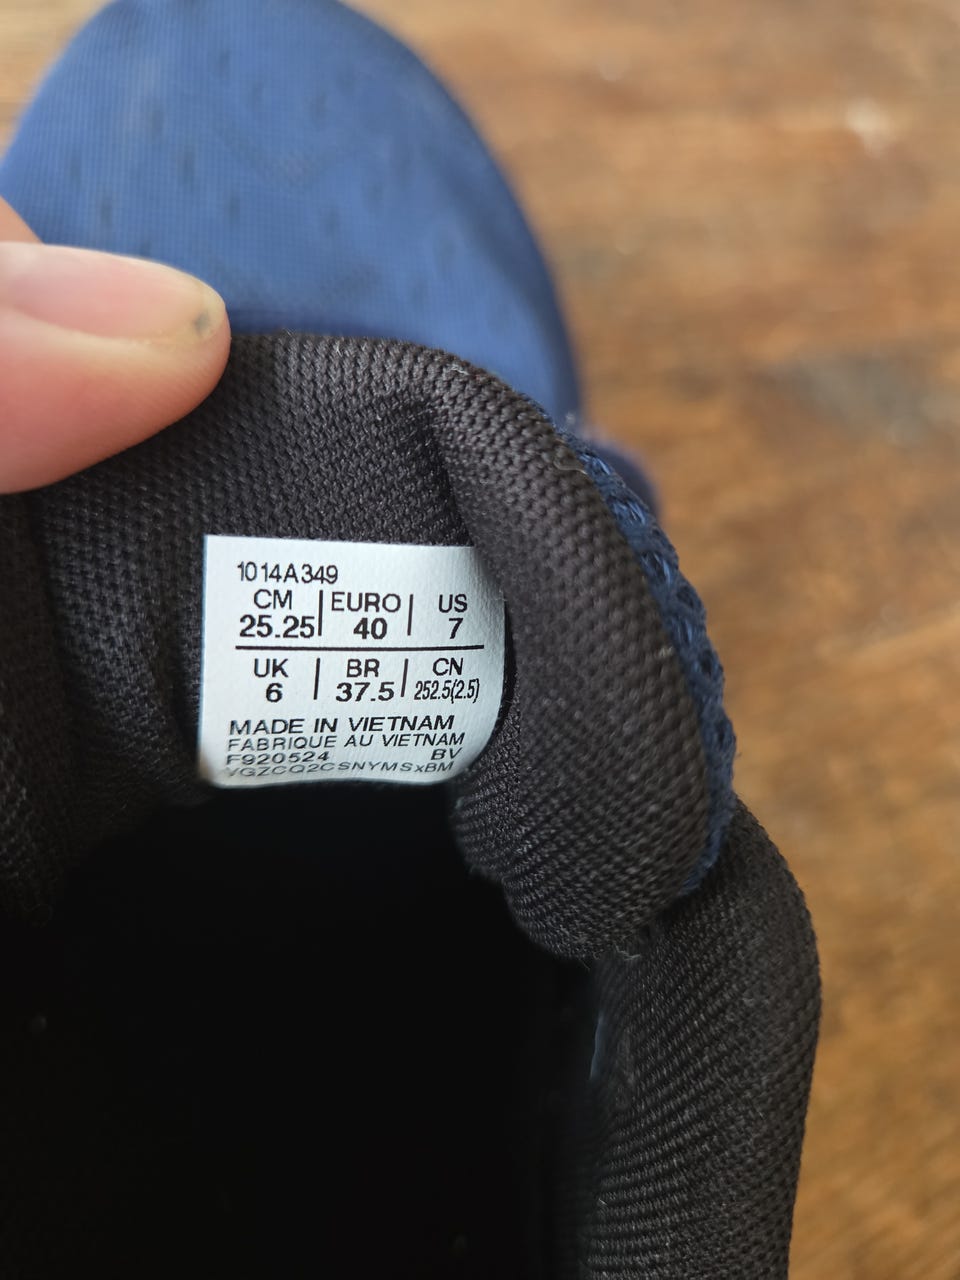 1014A349
CM | EURO | US
25.25 | 40 | 7
UK | BR | CN
6 | 37.5 | 252.5(2.5)
MADE IN VIETNAM
FABRIQUE AU VIETNAM
F920524 BV
VGZCQ2CSNYMSxBM